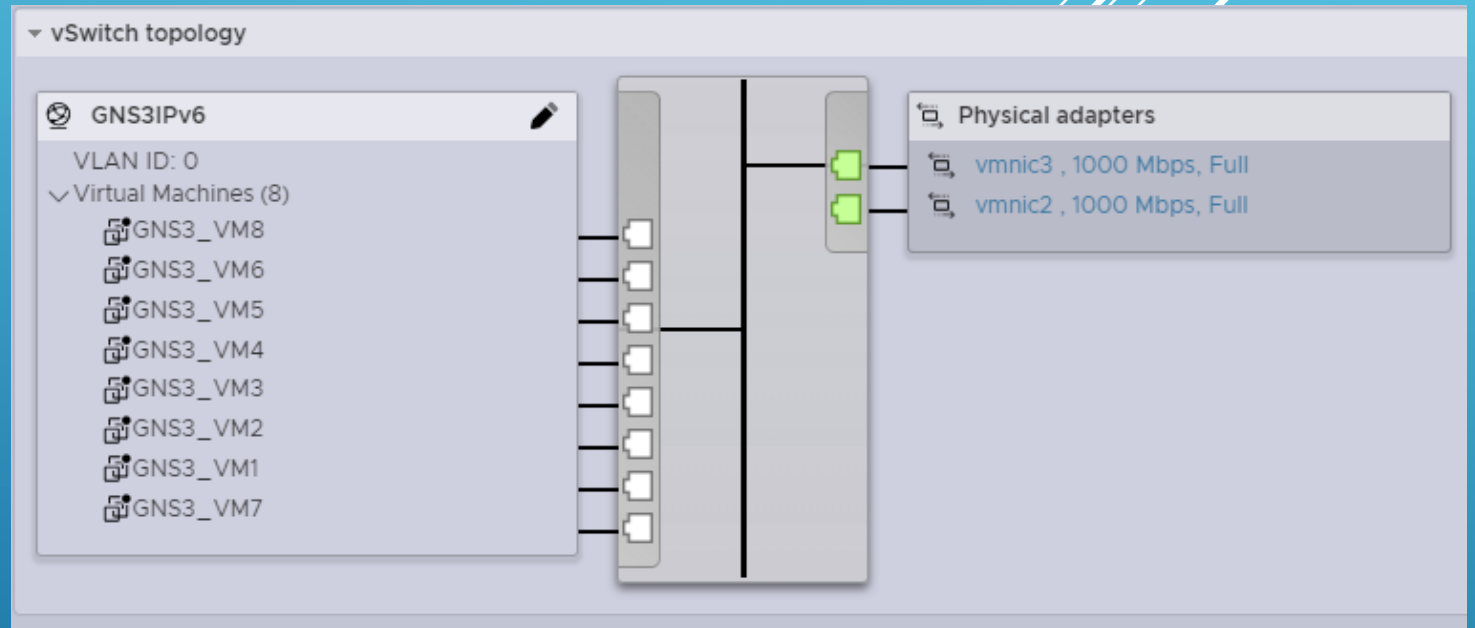 vSwitch topology
GNS3IPv6
VLAN ID: 0
Virtual Machines (8)
GNS3_VM8
GNS3_VM6
GNS3_VM5
GNS3_VM4
GNS3_VM3
GNS3_VM2
GNS3_VM1
GNS3_VM7
Physical adapters
vmnic3 , 1000 Mbps, Full
vmnic2 , 1000 Mbps, Full